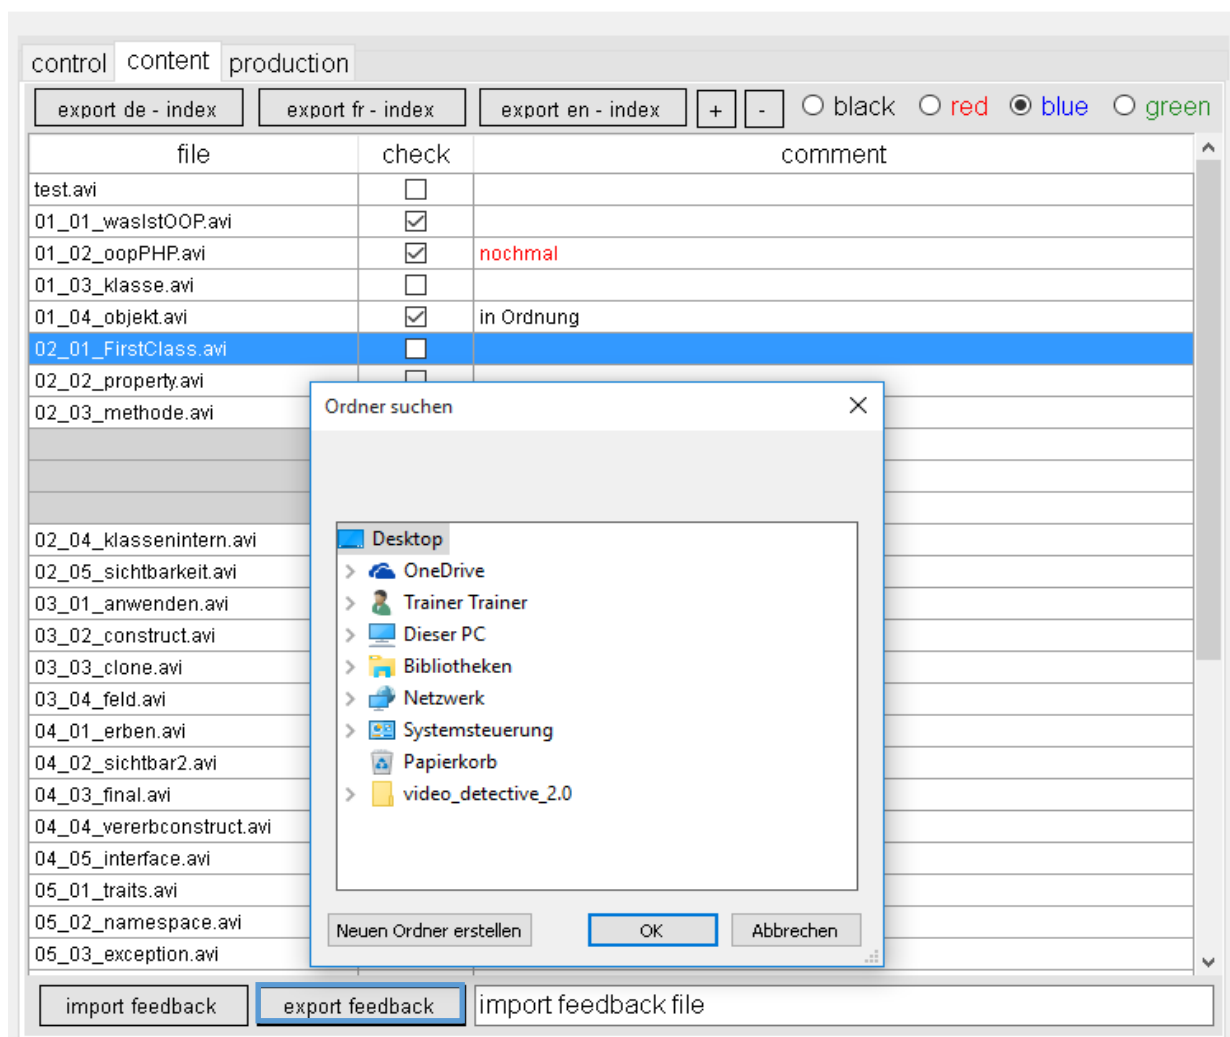 control content production
export de - index export fr - index export en - index + - black red blue green
file check comment
test.avi
01_01_wasIstOOP.avi
01_02_oopPHP.avi nochmal
01_03_klasse.avi
01_04_objekt.avi in Ordnung
02_01_FirstClass.avi
02_02_property.avi
02_03_methode.avi
02_04_klassenintern.avi
02_05_sichtbarkeit.avi
03_01_anwenden.avi
03_02_construct.avi
03_03_clone.avi
03_04_feld.avi
04_01_erben.avi
04_02_sichtbar2.avi
04_03_final.avi
04_04_vererbconstruct.avi
04_05_interface.avi
05_01_traits.avi
05_02_namespace.avi
05_03_exception.avi
Ordner suchen
Desktop
OneDrive
Trainer Trainer
Dieser PC
Bibliotheken
Netzwerk
Systemsteuerung
Papierkorb
video_detective_2.0
Neuen Ordner erstellen OK Abbrechen
import feedback export feedback import feedback file